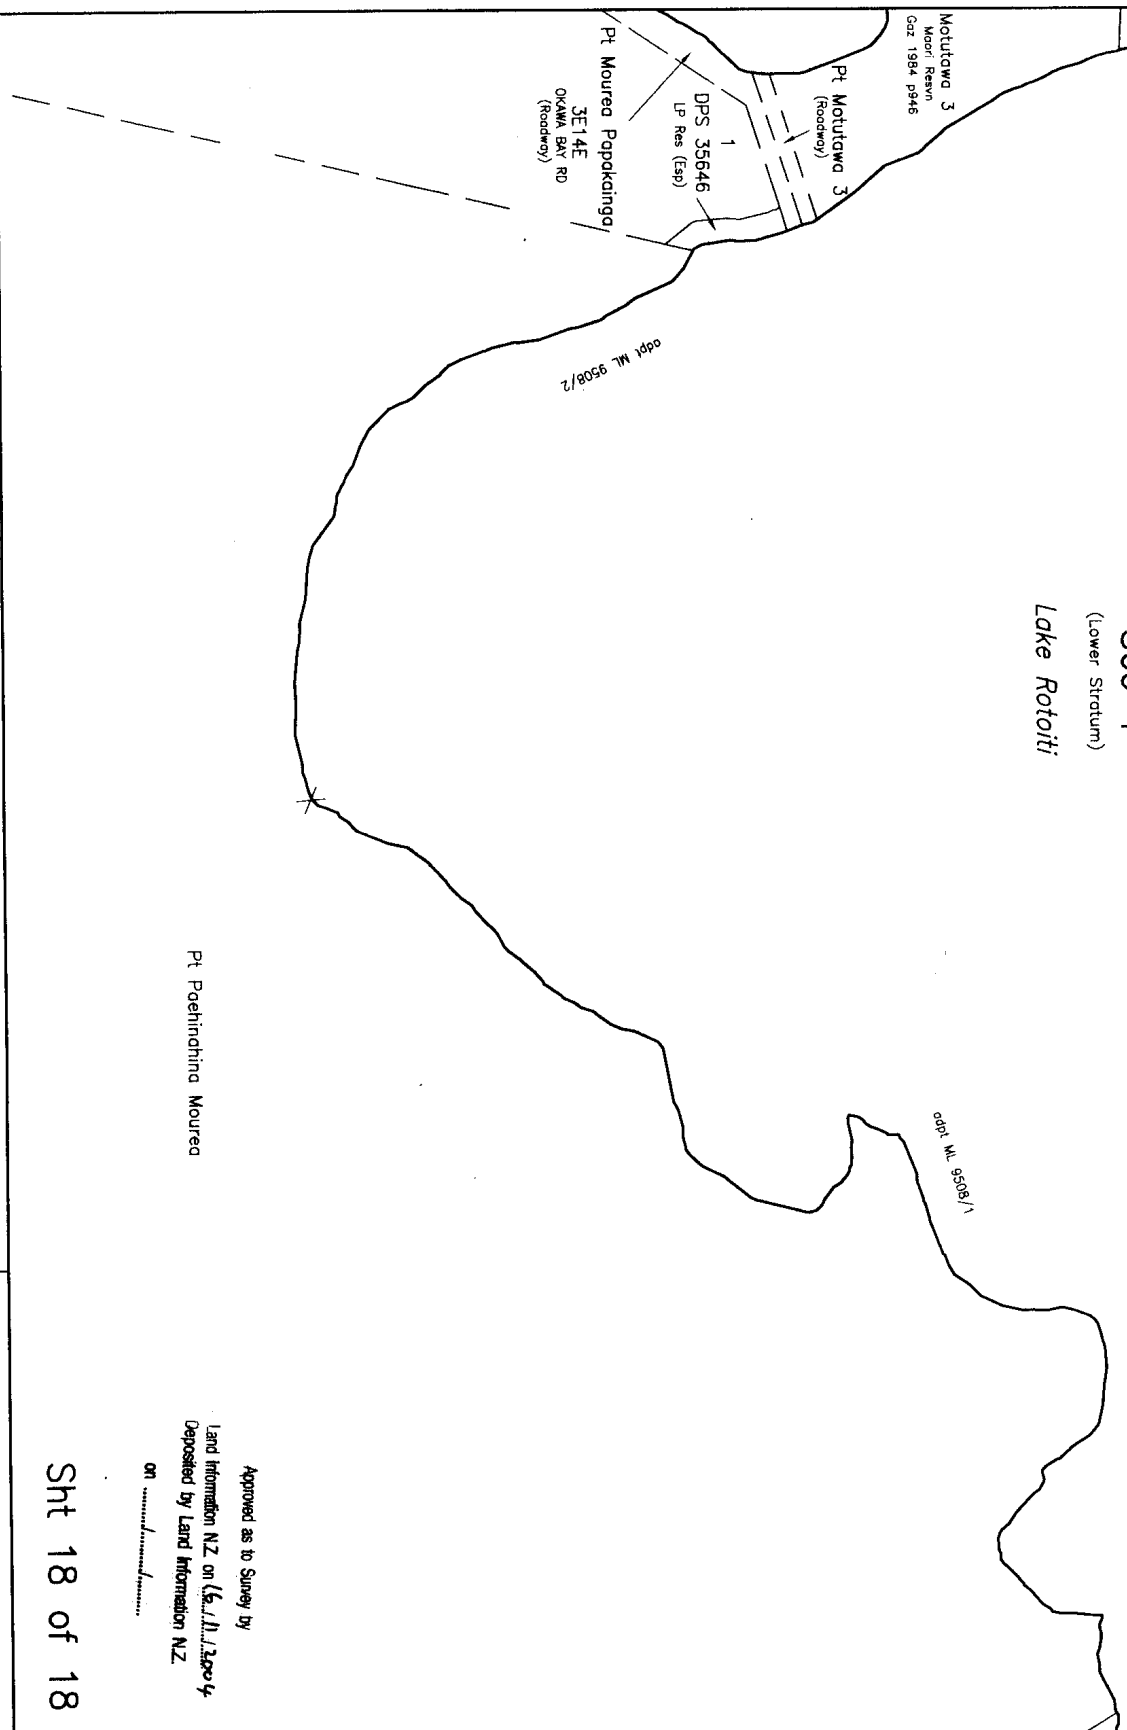 Motutawa 3
Maori Resvn
Gaz 1984 p946
Pt Motutawa 3
(Roadway)
1
DPS 35646
LP Res (Esp)
Pt Mourea Papakainga
3E14E
OKAWA BAY RD
(Roadway)
(Lower Stratum)
Lake Rotoiti
adpt ML 9508/2
adpt ML 9508/1
Pt Paehinahina Mourea
Approved as to Survey by
Land Information N.Z. on 16/11/2004
Deposited by Land Information N.Z.
on ........./........./.........
Sht 18 of 18